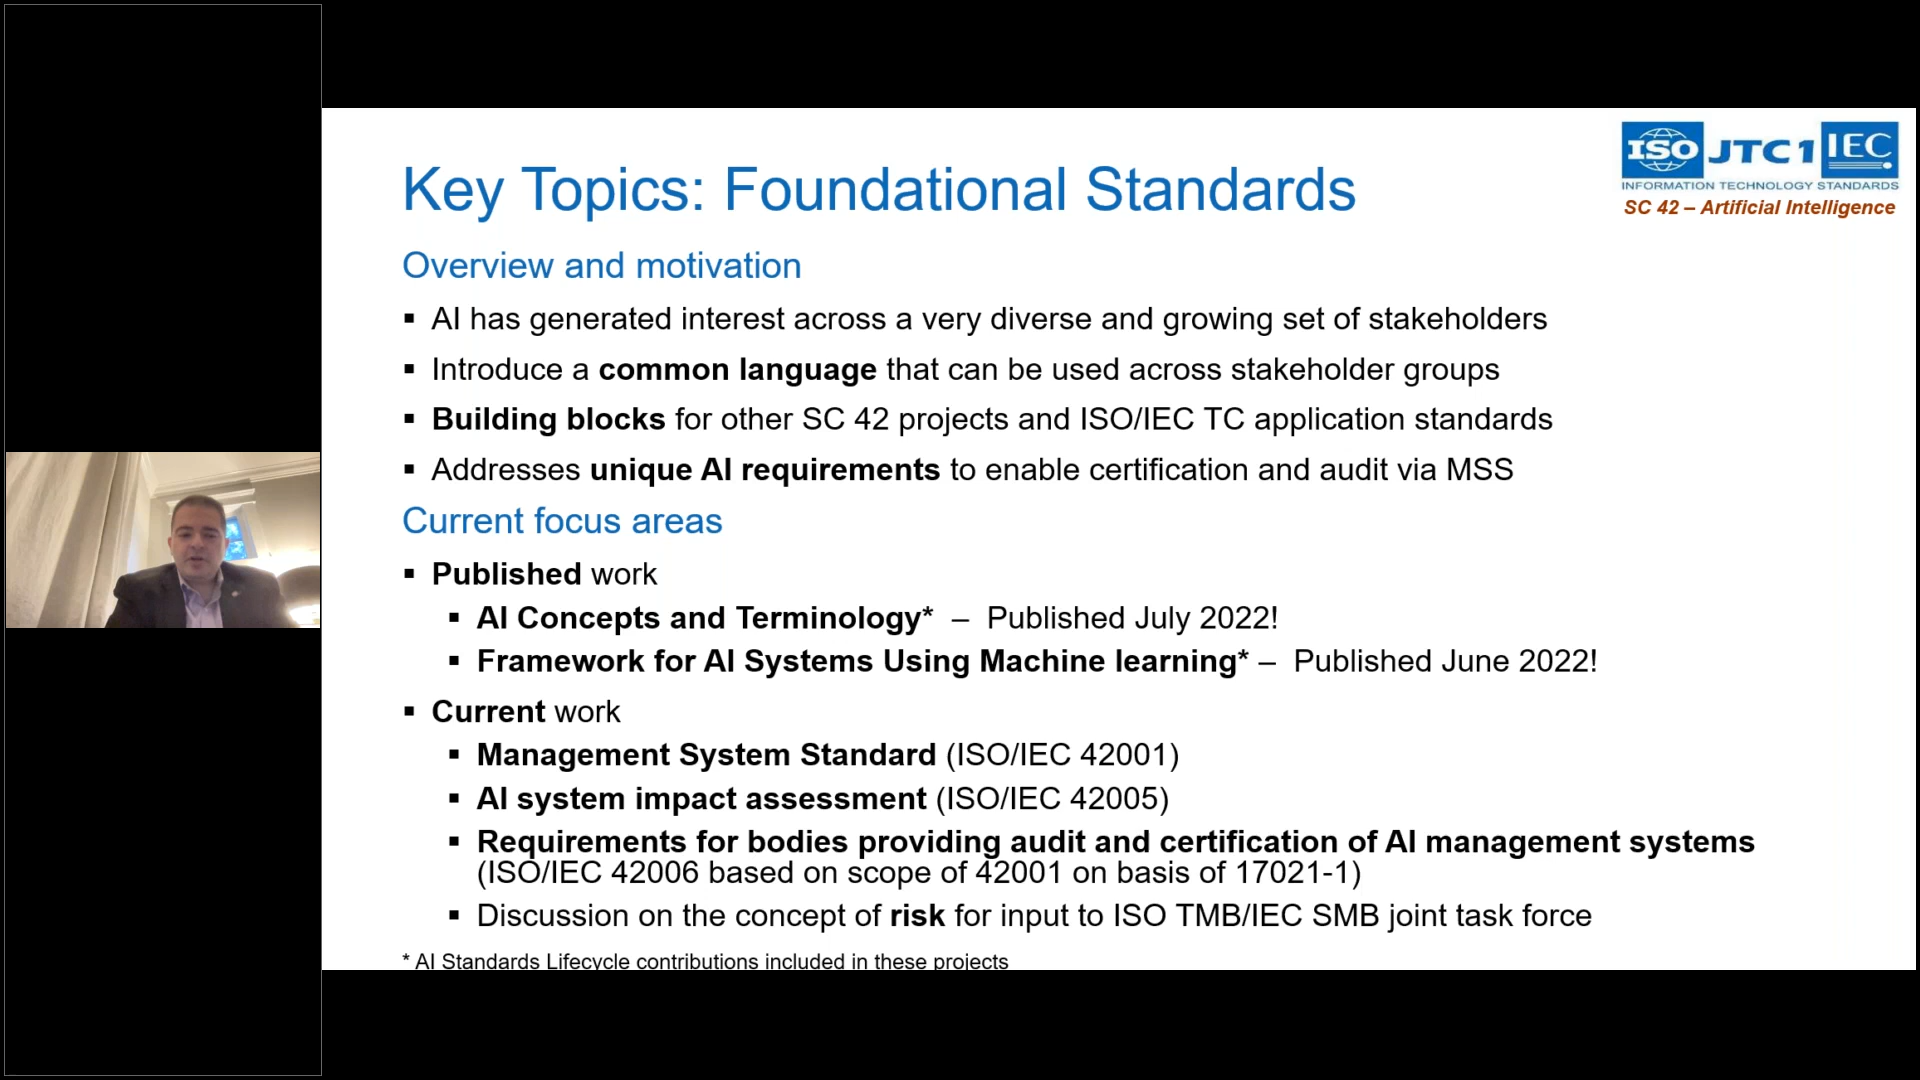 ISO JTC 1 IEC
INFORMATION TECHNOLOGY STANDARDS
SC 42 – Artificial Intelligence
Key Topics: Foundational Standards
Overview and motivation
▪ AI has generated interest across a very diverse and growing set of stakeholders
▪ Introduce a common language that can be used across stakeholder groups
▪ Building blocks for other SC 42 projects and ISO/IEC TC application standards
▪ Addresses unique AI requirements to enable certification and audit via MSS
Current focus areas
▪ Published work
▪ AI Concepts and Terminology* – Published July 2022!
▪ Framework for AI Systems Using Machine learning* – Published June 2022!
▪ Current work
▪ Management System Standard (ISO/IEC 42001)
▪ AI system impact assessment (ISO/IEC 42005)
▪ Requirements for bodies providing audit and certification of AI management systems
(ISO/IEC 42006 based on scope of 42001 on basis of 17021-1)
▪ Discussion on the concept of risk for input to ISO TMB/IEC SMB joint task force
* AI Standards Lifecycle contributions included in these projects